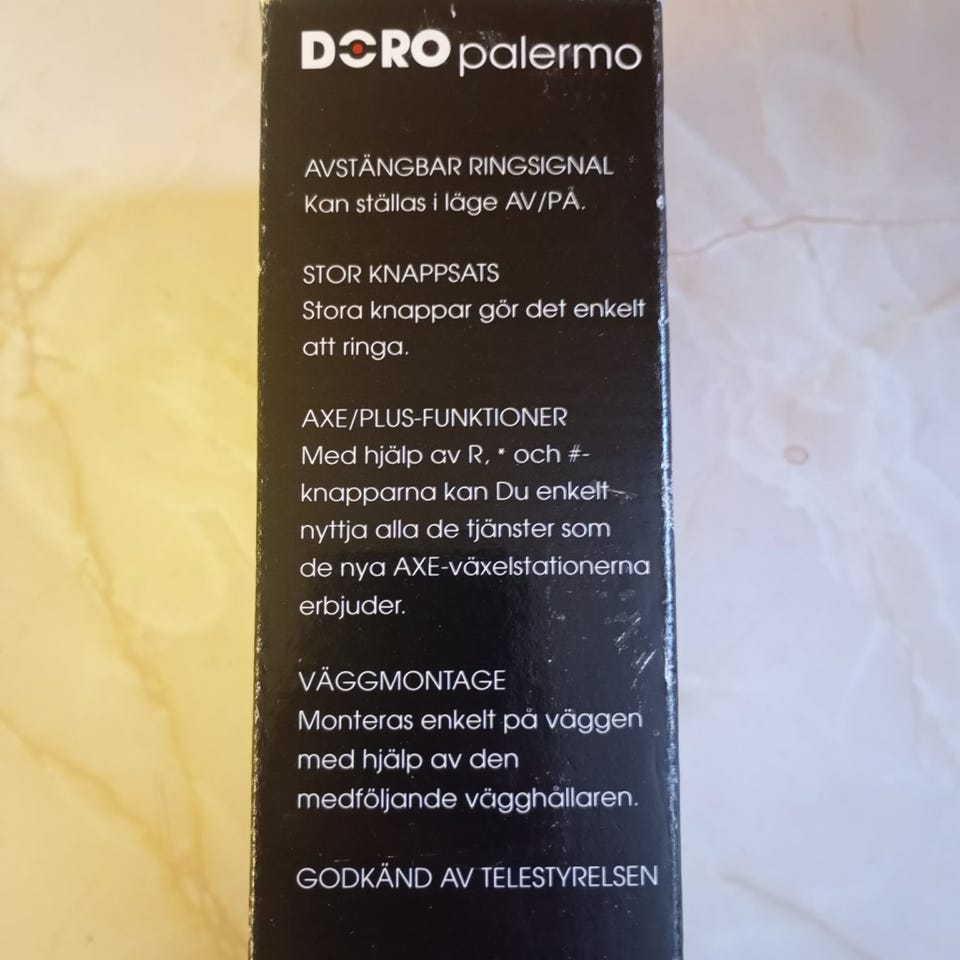 DORO palermo
AVSTÄNGBAR RINGSIGNAL
Kan ställas i läge AV/PÅ.
STOR KNAPPSATS
Stora knappar gör det enkelt
att ringa.
AXE/PLUS-FUNKTIONER
Med hjälp av R, * och #-
knapparna kan Du enkelt
nyttja alla de tjänster som
de nya AXE-växelstationerna
erbjuder.
VÄGGMONTAGE
Monteras enkelt på väggen
med hjälp av den
medföljande vägghållaren.
GODKÄND AV TELESTYRELSEN